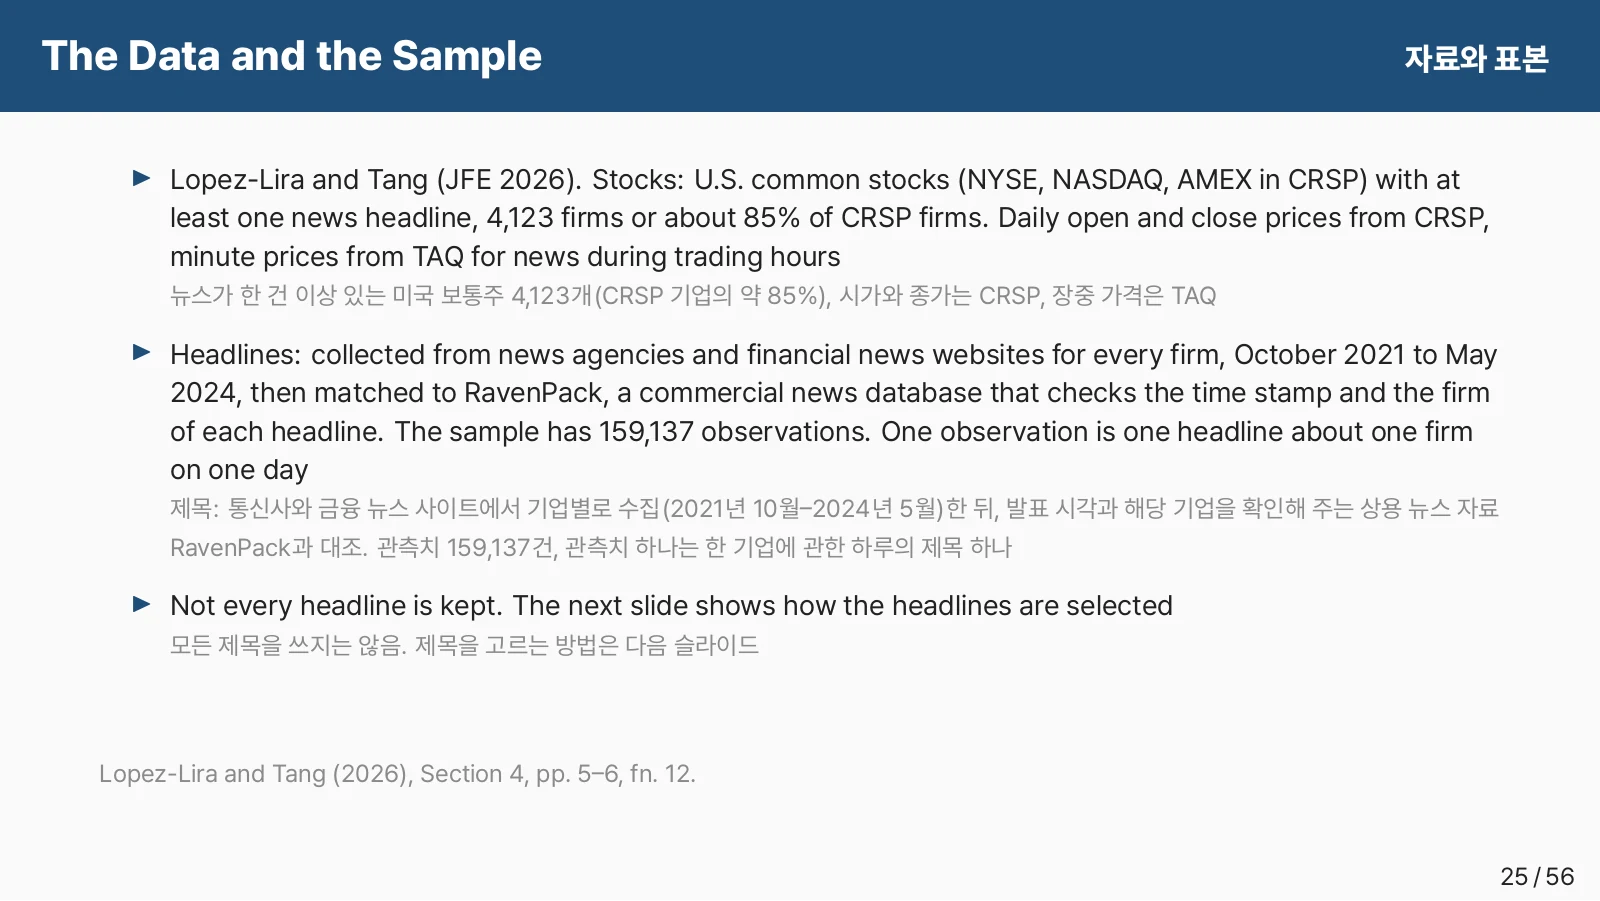 The Data and the Sample
자료와 표본
► Lopez-Lira and Tang (JFE 2026). Stocks: U.S. common stocks (NYSE, NASDAQ, AMEX in CRSP) with at
least one news headline, 4,123 firms or about 85% of CRSP firms. Daily open and close prices from CRSP,
minute prices from TAQ for news during trading hours
뉴스가 한 건 이상 있는 미국 보통주 4,123개(CRSP 기업의 약 85%), 시가와 종가는 CRSP, 장중 가격은 TAQ
► Headlines: collected from news agencies and financial news websites for every firm, October 2021 to May
2024, then matched to RavenPack, a commercial news database that checks the time stamp and the firm
of each headline. The sample has 159,137 observations. One observation is one headline about one firm
on one day
제목: 통신사와 금융 뉴스 사이트에서 기업별로 수집(2021년 10월–2024년 5월)한 뒤, 발표 시각과 해당 기업을 확인해 주는 상용 뉴스 자료
RavenPack과 대조. 관측치 159,137건, 관측치 하나는 한 기업에 관한 하루의 제목 하나
► Not every headline is kept. The next slide shows how the headlines are selected
모든 제목을 쓰지는 않음. 제목을 고르는 방법은 다음 슬라이드
Lopez-Lira and Tang (2026), Section 4, pp. 5–6, fn. 12.
25 / 56